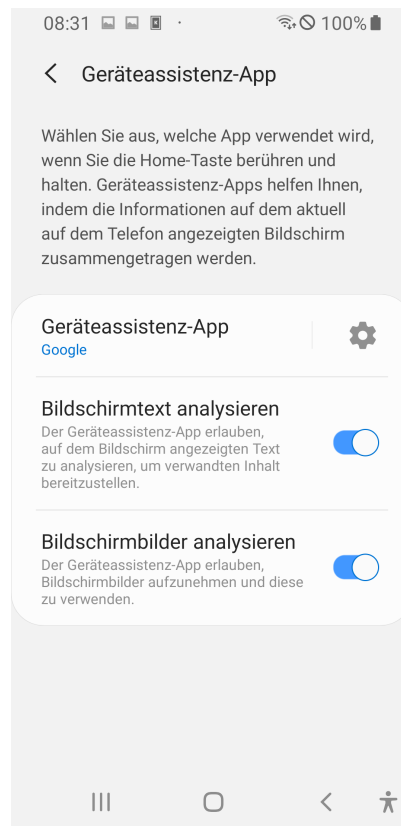 08:31 100%
Geräteassistenz-App
Wählen Sie aus, welche App verwendet wird,
wenn Sie die Home-Taste berühren und
halten. Geräteassistenz-Apps helfen Ihnen,
indem die Informationen auf dem aktuell
auf dem Telefon angezeigten Bildschirm
zusammengetragen werden.
Geräteassistenz-App
Google
Bildschirmtext analysieren
Der Geräteassistenz-App erlauben,
auf dem Bildschirm angezeigten Text
zu analysieren, um verwandten Inhalt
bereitzustellen.
Bildschirmbilder analysieren
Der Geräteassistenz-App erlauben,
Bildschirmbilder aufzunehmen und diese
zu verwenden.